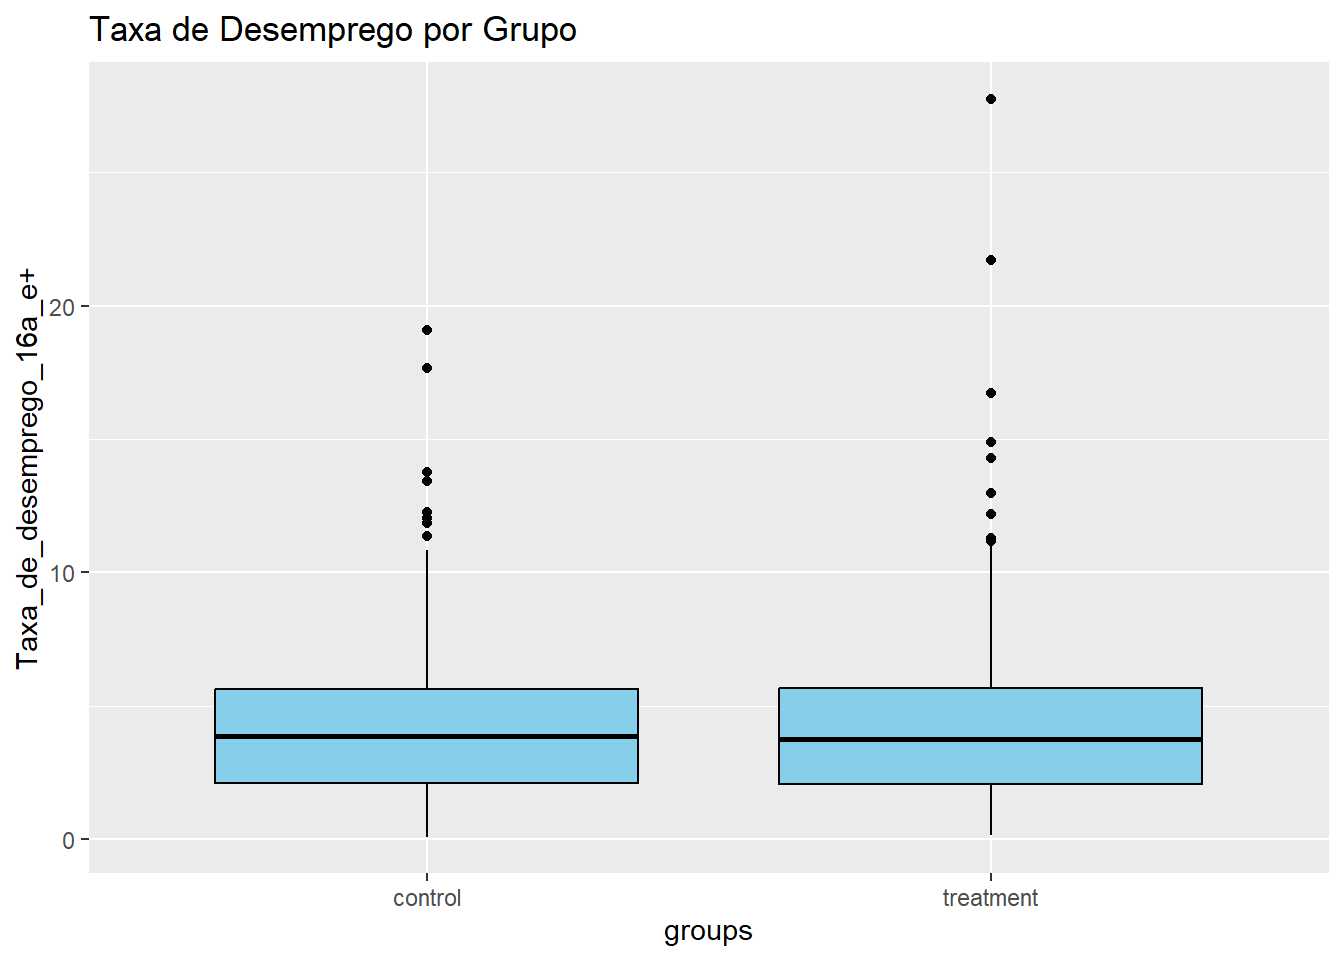 Taxa de Desemprego por Grupo
Taxa_de_desemprego_16a_e+
20
10
0
control
treatment
groups